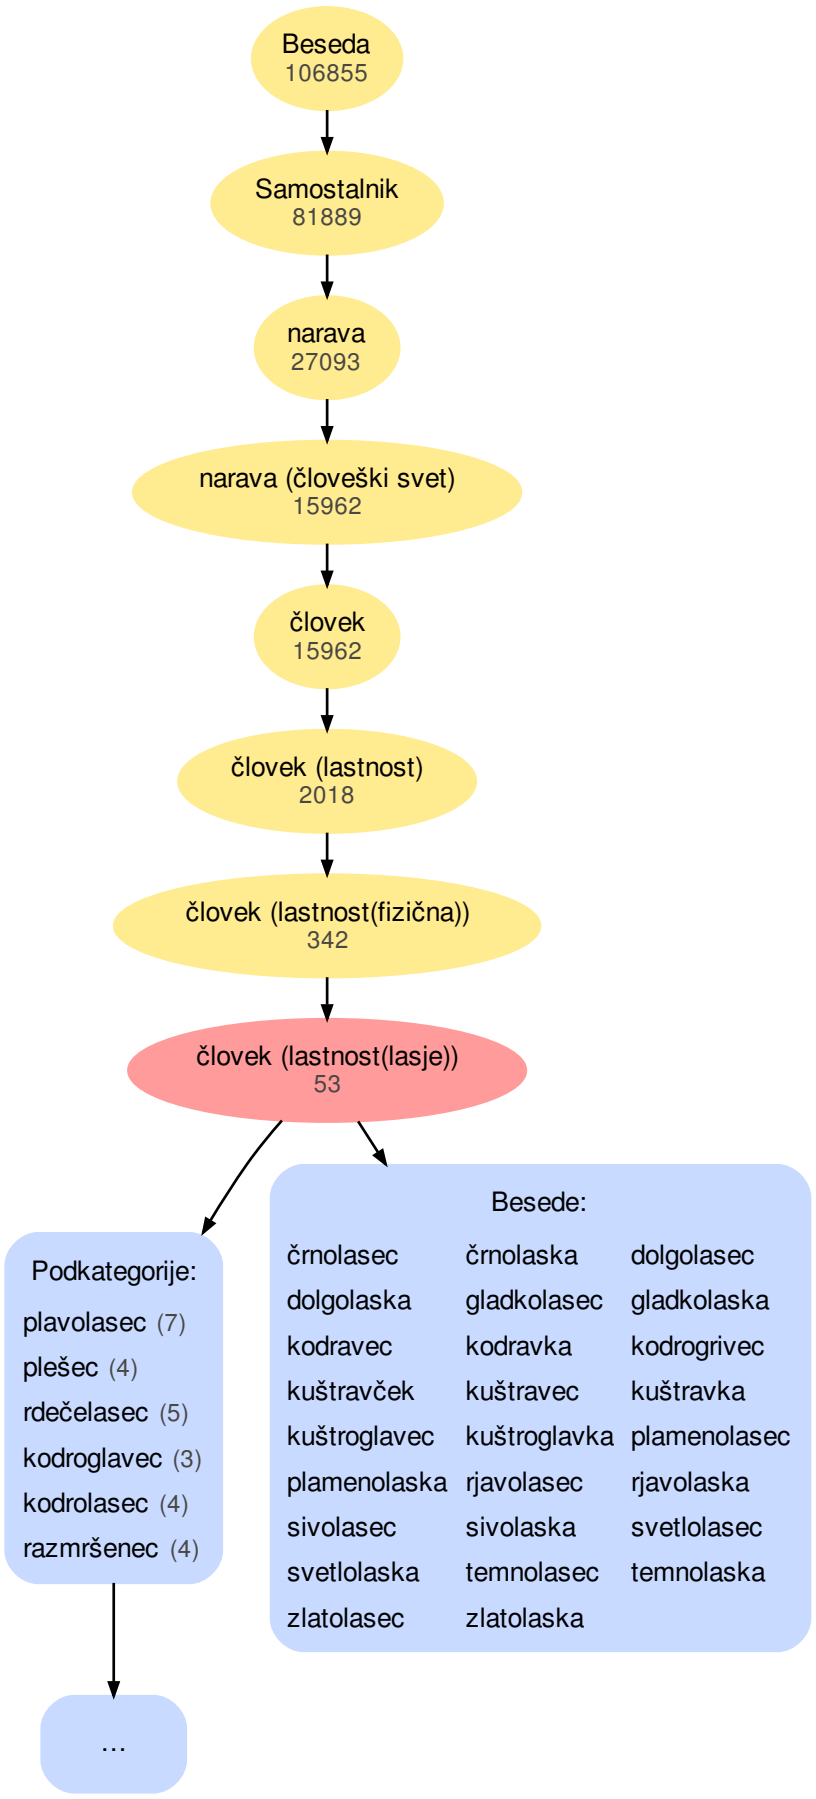 Beseda
106855
Samostalnik
81889
narava
27093
narava (človeški svet)
15962
človek
15962
človek (lastnost)
2018
človek (lastnost(fizična))
342
človek (lastnost(lasje))
53
Podkategorije:
plavolasec (7)
plešec (4)
rdečelasec (5)
kodroglavec (3)
kodrolasec (4)
razmršenec (4)
...
Besede:
črnolasec črnolaska dolgolasec
dolgolaska gladkolasec gladkolaska
kodravec kodravka kodrogrivec
kuštravček kuštravec kuštravka
kuštroglavec kuštroglavka plamenolasec
plamenolaska rjavolasec rjavolaska
sivolasec sivolaska svetlolasec
svetlolaska temnolasec temnolaska
zlatolasec zlatolaska